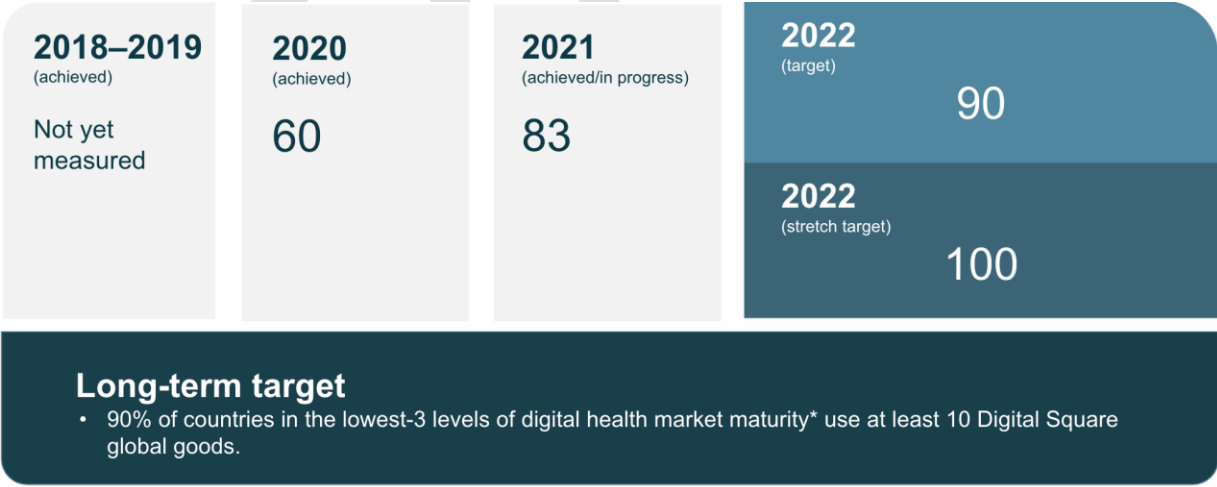 2018–2019
(achieved)
Not yet
measured
2020
(achieved)
60
2021
(achieved/in progress)
83
2022
(target)
90
2022
(stretch target)
100
Long-term target
• 90% of countries in the lowest-3 levels of digital health market maturity* use at least 10 Digital Square
global goods.